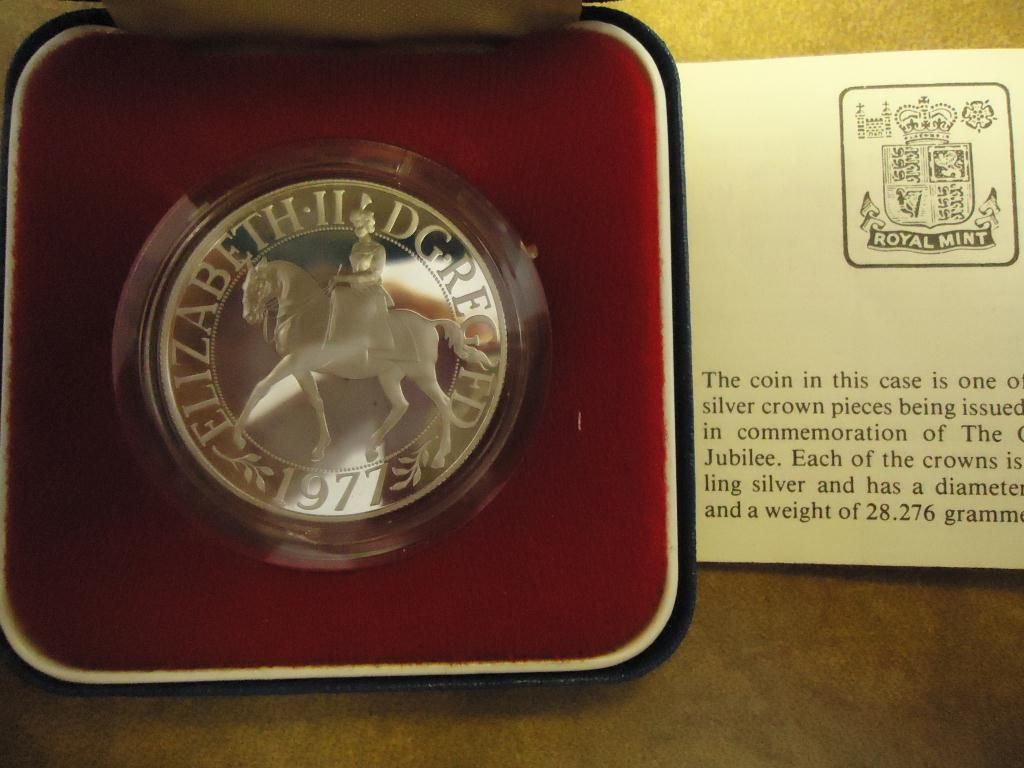 ELIZABETH·II DG·REG·FD
1977
ROYAL MINT
The coin in this case is one of
silver crown pieces being issued
in commemoration of The
Jubilee. Each of the crowns is
ling silver and has a diameter
and a weight of 28.276 gramme